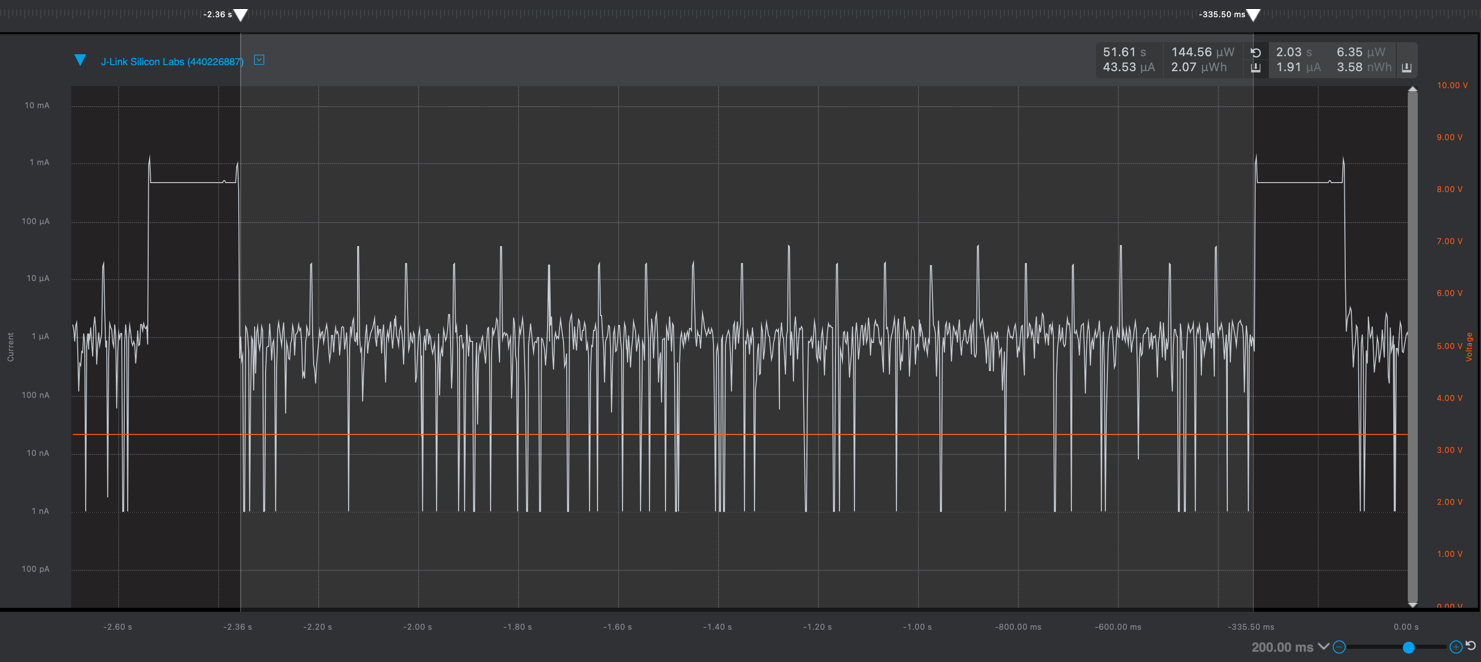 -2.36 s
-335.50 ms
J-Link Silicon Labs (440226887)
51.61 s 144.56 µW 2.03 s 6.35 µW
43.53 µA 2.07 µWh 1.91 µA 3.58 nWh
10.00 V
10 mA
9.00 V
1 mA
8.00 V
100 µA
7.00 V
10 µA
6.00 V
1 µA
5.00 V
Current
Voltage
100 nA
4.00 V
10 nA
3.00 V
1 nA
2.00 V
1.00 V
100 pA
0.00 V
-2.60 s -2.36 s -2.20 s -2.00 s -1.80 s -1.60 s -1.40 s -1.20 s -1.00 s -800.00 ms -600.00 ms -335.50 ms 0.00 s
200.00 ms